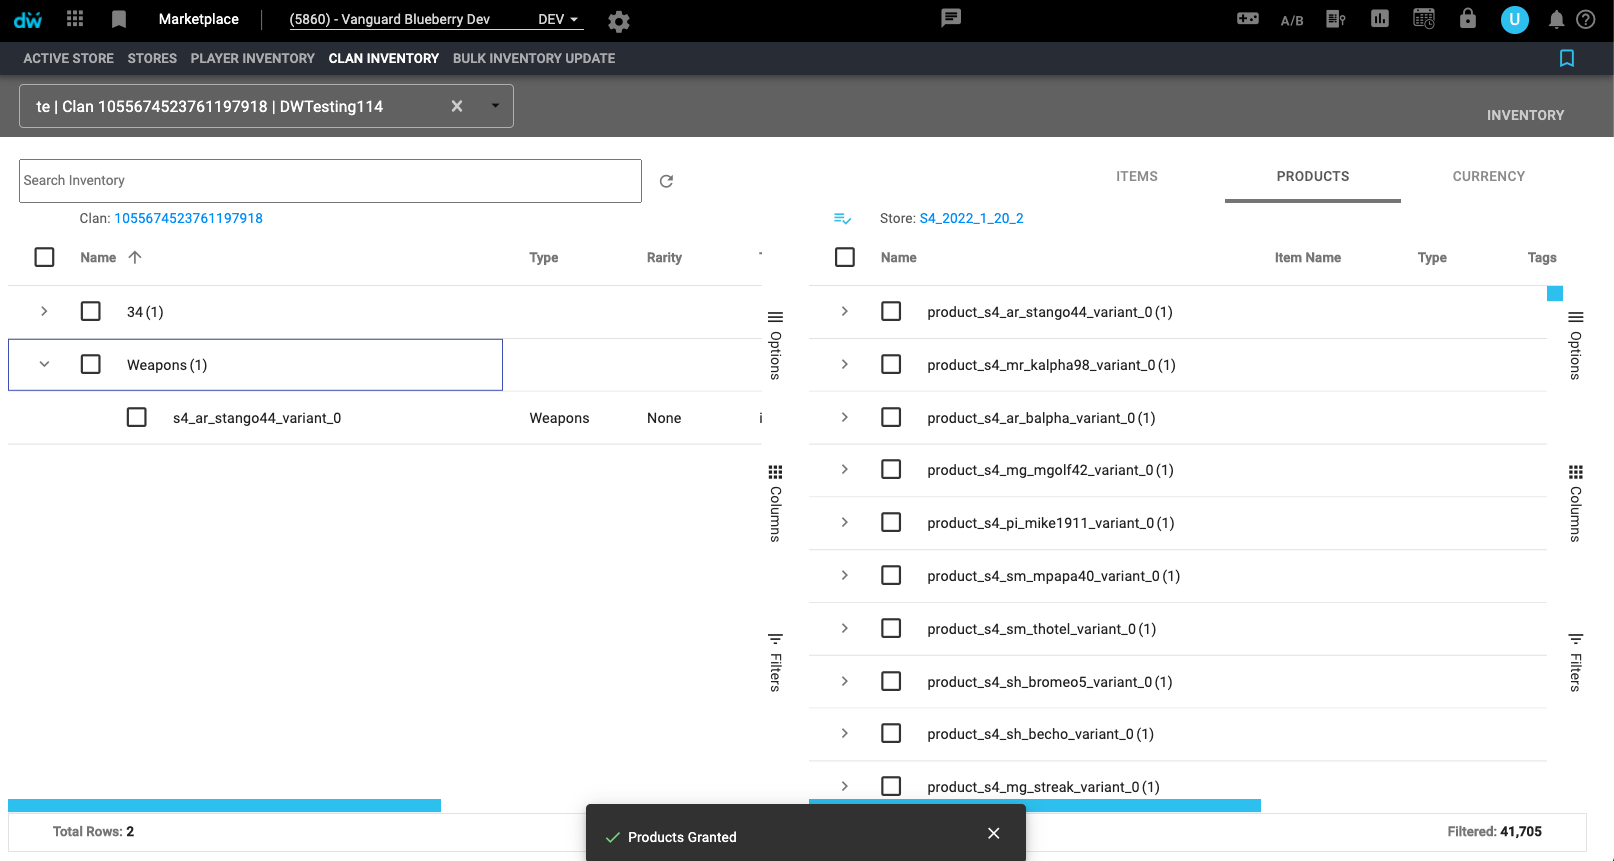 dw Marketplace (5860) - Vanguard Blueberry Dev DEV A/B U
ACTIVE STORE STORES PLAYER INVENTORY CLAN INVENTORY BULK INVENTORY UPDATE
te | Clan 1055674523761197918 | DWTesting114
INVENTORY
Search Inventory
ITEMS PRODUCTS CURRENCY
Clan: 1055674523761197918
Store: S4_2022_1_20_2
Name Type Rarity
Name Item Name Type Tags
34 (1)
Weapons (1)
s4_ar_stango44_variant_0 Weapons None
Options
Columns
Filters
product_s4_ar_stango44_variant_0 (1)
product_s4_mr_kalpha98_variant_0 (1)
product_s4_ar_balpha_variant_0 (1)
product_s4_mg_mgolf42_variant_0 (1)
product_s4_pi_mike1911_variant_0 (1)
product_s4_sm_mpapa40_variant_0 (1)
product_s4_sm_thotel_variant_0 (1)
product_s4_sh_bromeo5_variant_0 (1)
product_s4_sh_becho_variant_0 (1)
product_s4_mg_streak_variant_0 (1)
Options
Columns
Filters
Total Rows: 2
Products Granted
Filtered: 41,705